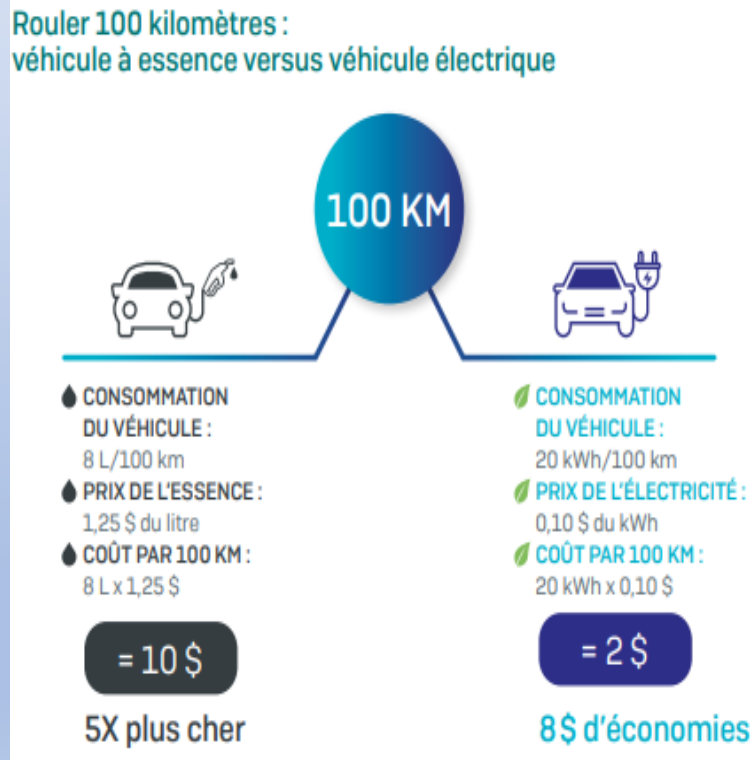 Rouler 100 kilomètres :
véhicule à essence versus véhicule électrique
100 KM
CONSOMMATION
DU VÉHICULE :
8 L/100 km
PRIX DE L'ESSENCE :
1,25 $ du litre
COÛT PAR 100 KM :
8 L x 1,25 $
= 10 $
5X plus cher
CONSOMMATION
DU VÉHICULE :
20 kWh/100 km
PRIX DE L'ÉLECTRICITÉ :
0,10 $ du kWh
COÛT PAR 100 KM :
20 kWh x 0,10 $
= 2 $
8 $ d'économies